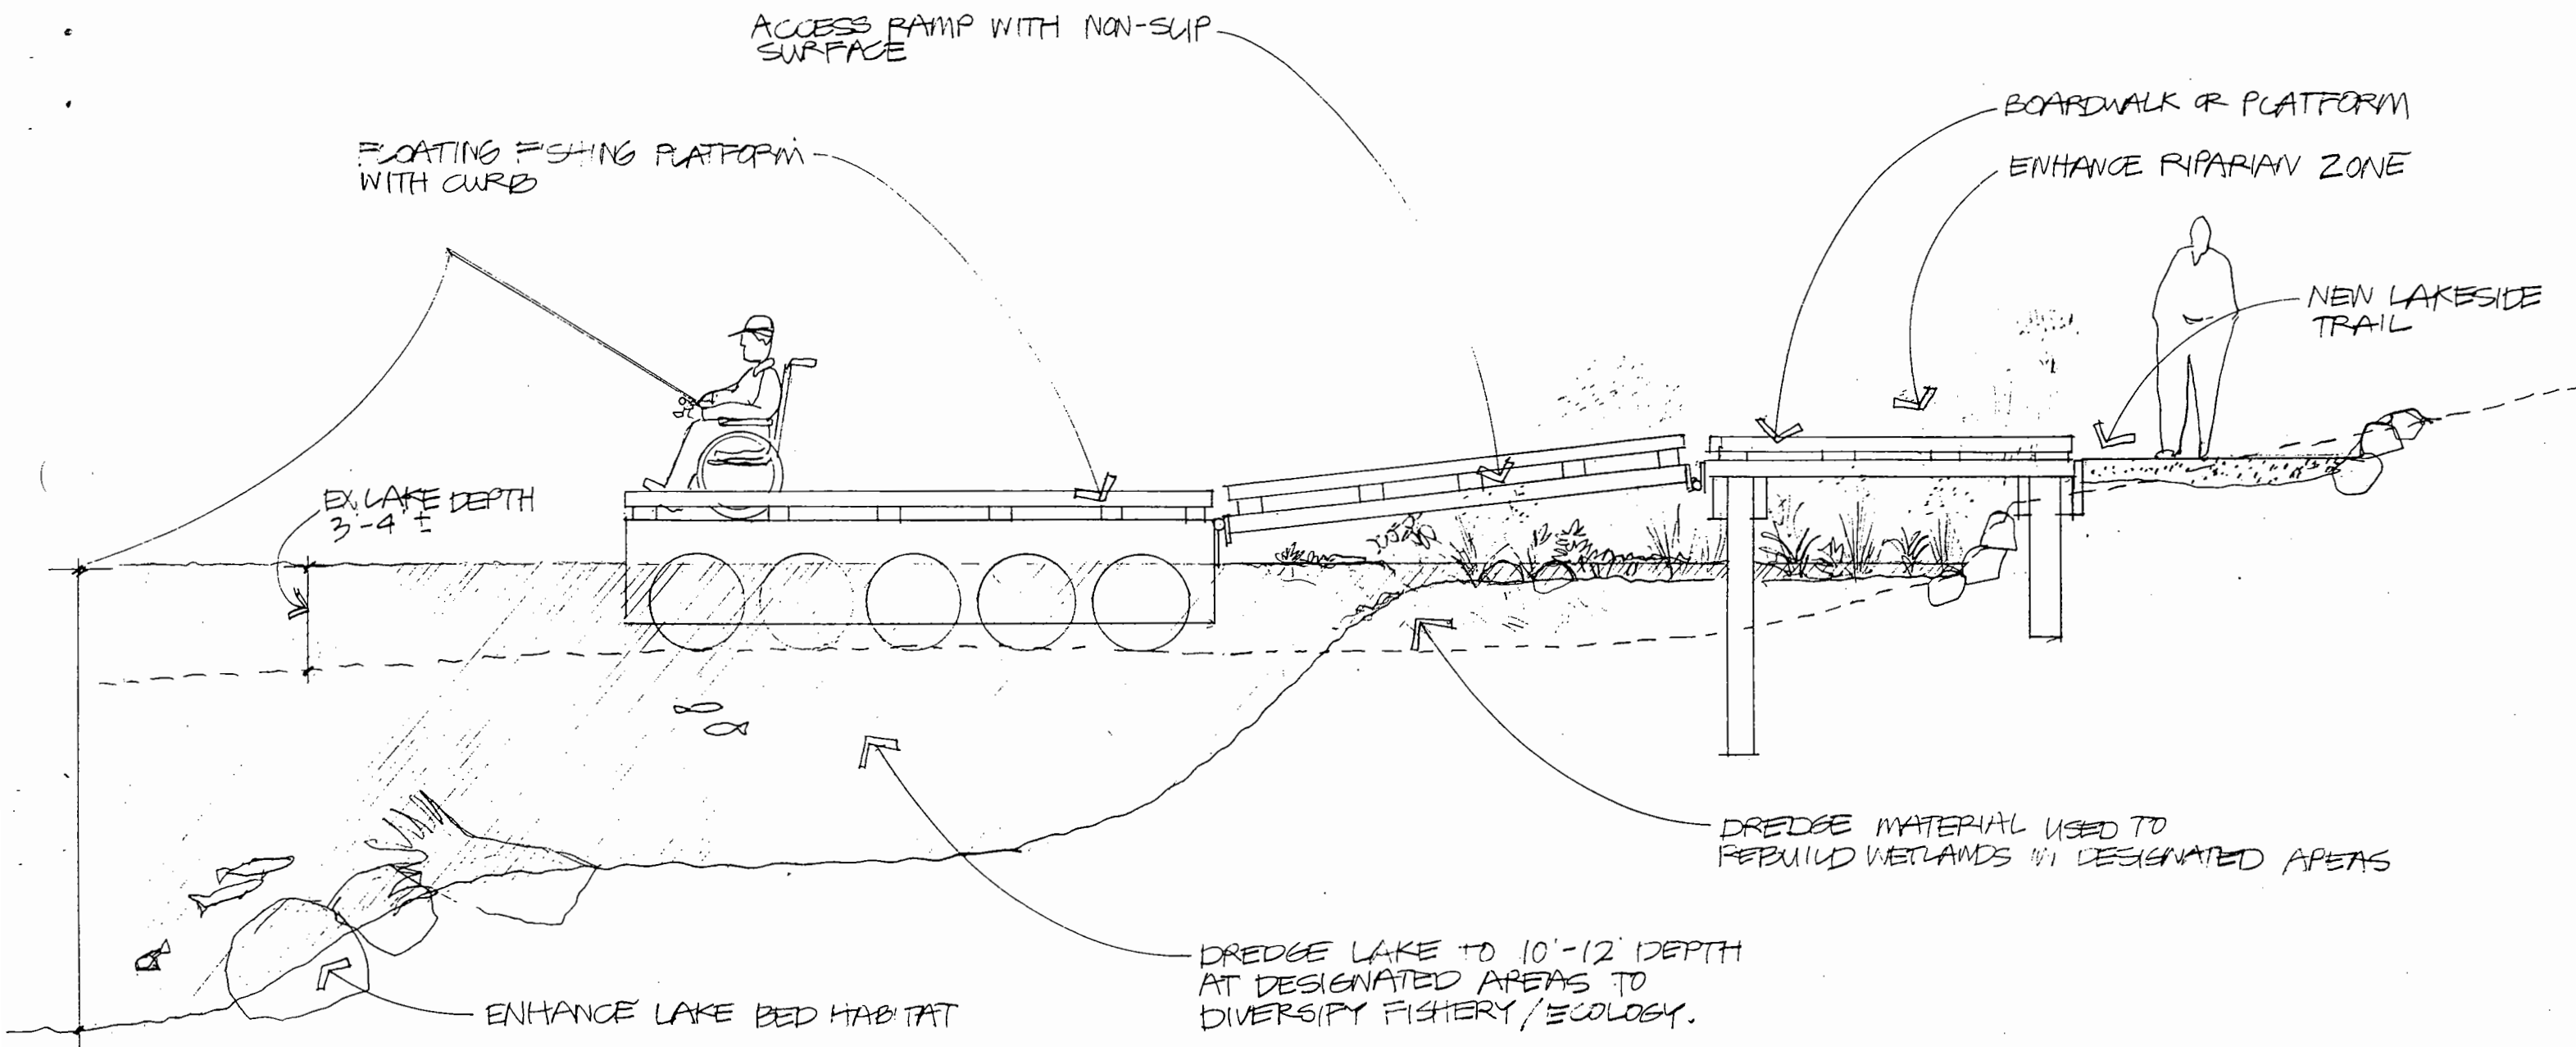 ACCESS RAMP WITH NON-SLIP
SURFACE
BOARDWALK OR PLATFORM
FLOATING FISHING PLATFORM
WITH CURB
ENHANCE RIPARIAN ZONE
NEW LAKESIDE
TRAIL
EX. LAKE DEPTH
3'-4' ±
DREDGE MATERIAL USED TO
REBUILD WETLANDS IN DESIGNATED AREAS
DREDGE LAKE TO 10'-12' DEPTH
AT DESIGNATED AREAS TO
DIVERSIFY FISHERY/ECOLOGY.
ENHANCE LAKE BED HABITAT